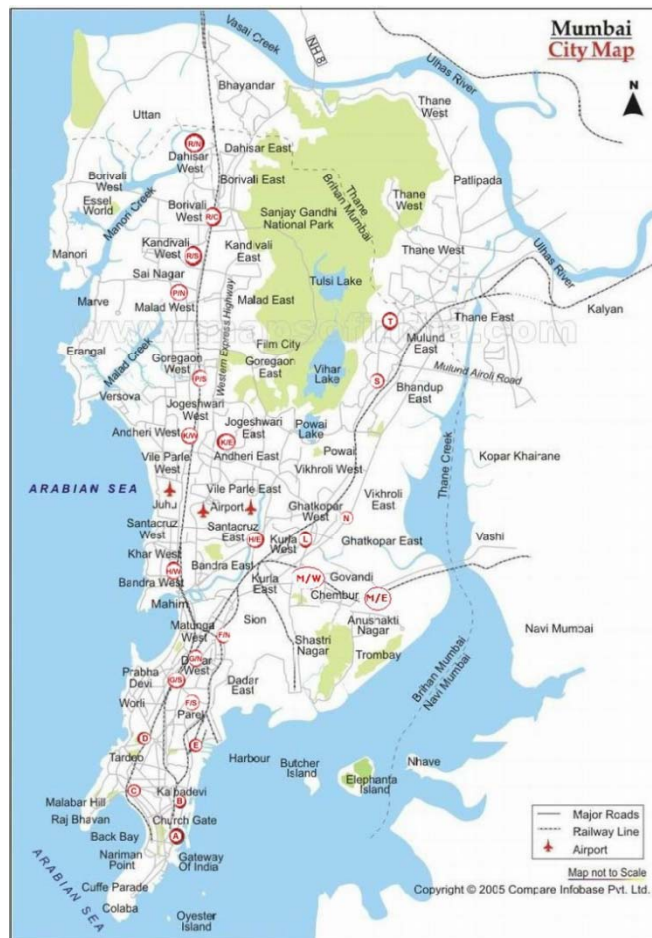 Mumbai
City Map
N
Vasai Creek
NH 8
Ulhas River
Bhayandar
Thane
West
Uttan
R/N
Dahisar East
Dahisar
West
Thane
Brihan Mumbai
Borivali
West
Borivali East
Patlipada
Essel
World
Manori Creek
Borivali
West
R/C
Sanjay Gandhi
National Park
Thane
West
Kandivali
West
R/S
Kandivali
East
Thane West
Ulhas River
Manori
Sai Nagar
Tulsi Lake
P/N
Marve
Malad West
Malad East
Western Express Highway
Thane East
Kalyan
T
Mulund
East
Film City
Erangal
Malad Creek
Goregaon
West
Goregaon
East
P/S
Vihar
Lake
S
Mulund Airoli Road
Bhandup
East
Versova
Jogeshwari
West
Jogeshwari
East
Powai
Lake
Andheri West
K/W
K/E
Andheri East
Powai
Thane Creek
Kopar Khairane
Vile Parle
West
Vikhroli West
ARABIAN SEA
Vile Parle East
Vikhroli
East
Juhu
Airport
Ghatkopar
West
N
Santacruz
West
Santacruz
East
H/E
Kurla
West
L
Ghatkopar East
Vashi
Khar West
H/W
Bandra East
Bandra West
Kurla
East
M/W
Govandi
Chembur
M/E
Mahim
Matunga
West
F/N
Sion
Anushakti
Nagar
Navi Mumbai
Shastri
Nagar
Trombay
Brihan Mumbai
Navi Mumbai
G/N
Dadar
West
Prabha
Devi
G/S
Dadar
East
Worli
F/S
Parel
D
E
Tardeo
Harbour
Butcher
Island
Elephanta
Island
Nhave
C
Kalbadevi
B
Malabar Hill
Raj Bhavan
Church Gate
Back Bay
A
Nariman
Point
Gateway
Of India
ARABIAN SEA
Cuffe Parade
Colaba
Oyester
Island
Major Roads
Railway Line
Airport
Map not to Scale
Copyright © 2005 Compare Infobase Pvt. Ltd.